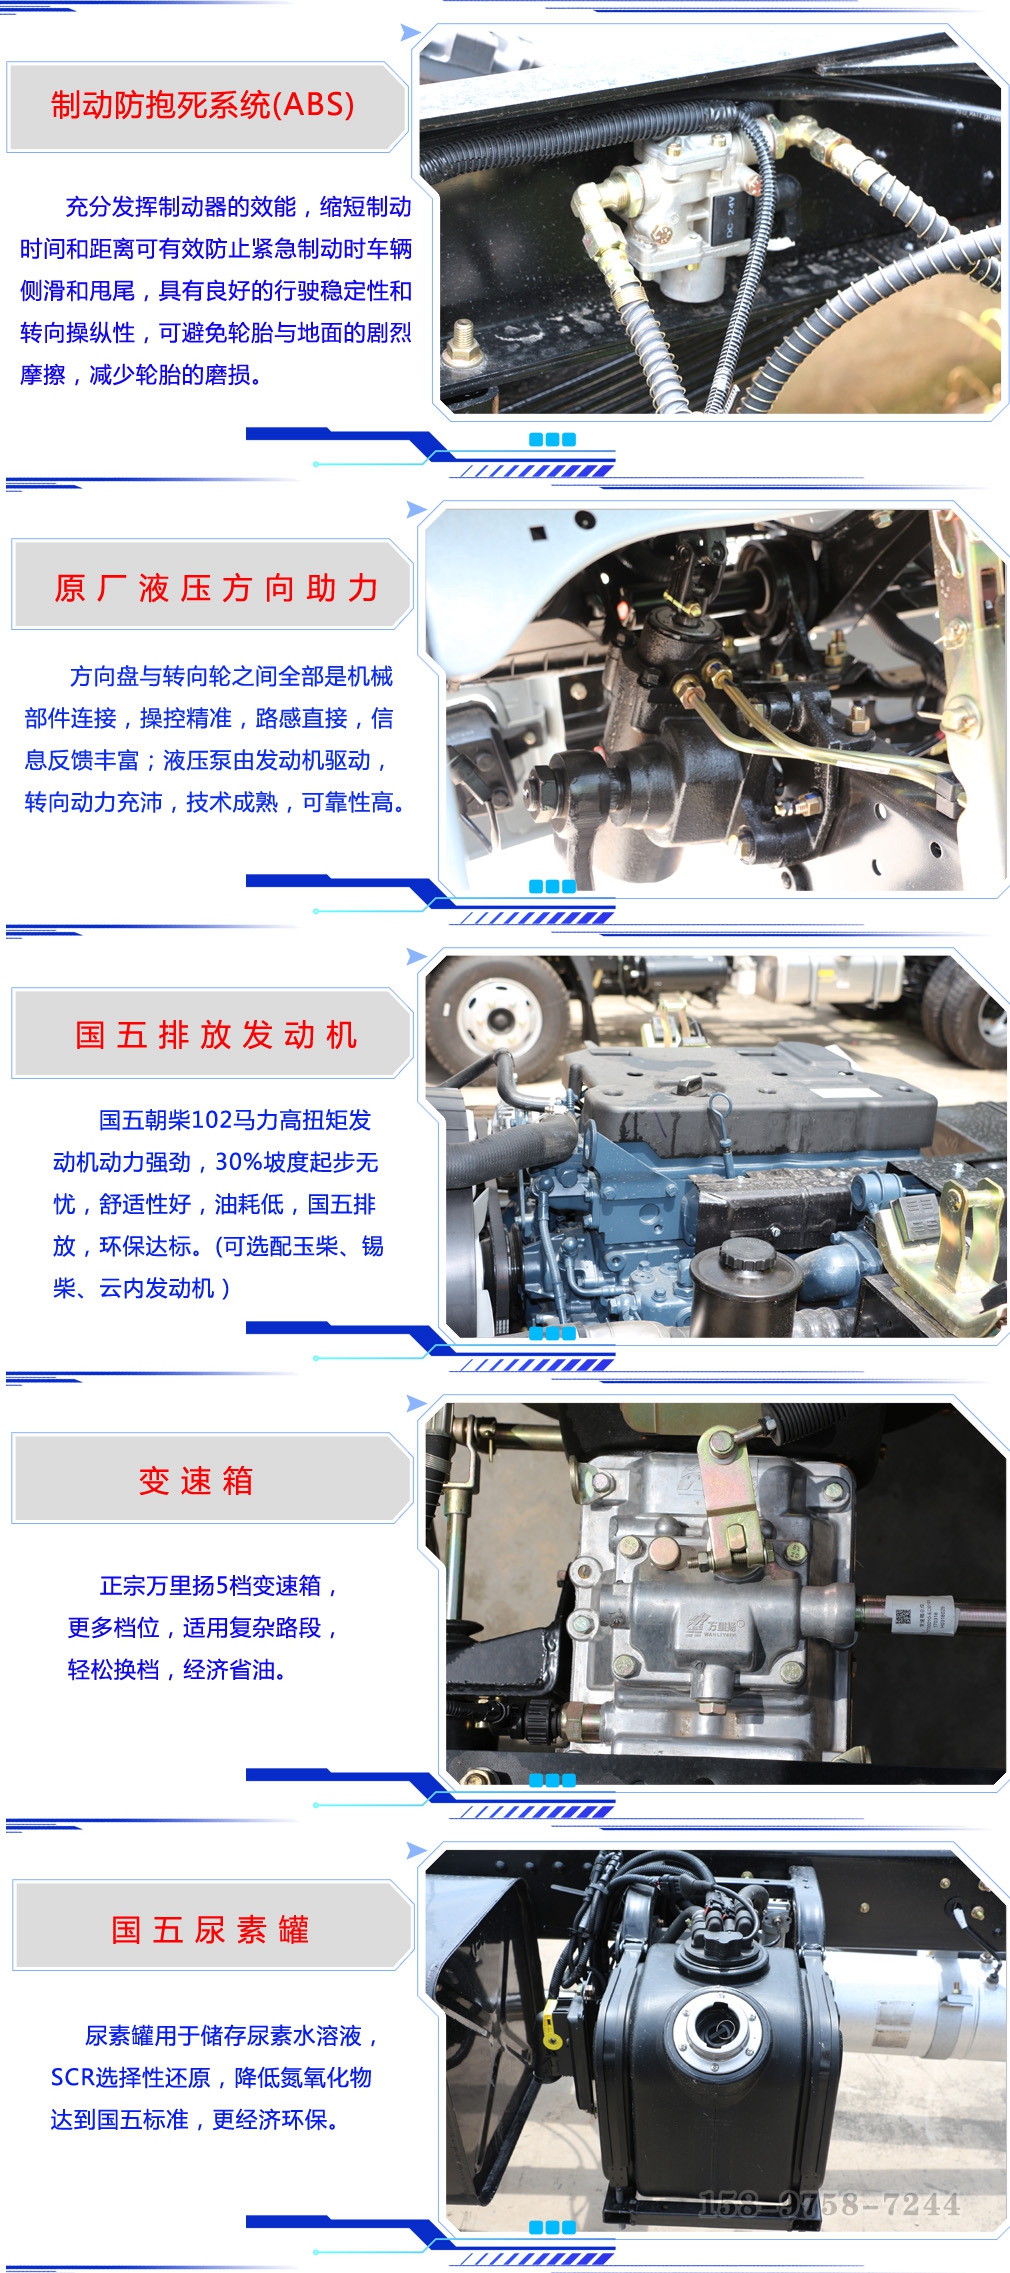 制动防抱死系统(ABS)
充分发挥制动器的效能，缩短制动
时间和距离可有效防止紧急制动时车辆
侧滑和甩尾，具有良好的行驶稳定性和
转向操纵性，可避免轮胎与地面的剧烈
摩擦，减少轮胎的磨损。
DC 24V
原厂液压方向助力
方向盘与转向轮之间全部是机械
部件连接，操控精准，路感直接，信
息反馈丰富；液压泵由发动机驱动，
转向动力充沛，技术成熟，可靠性高。
国五排放发动机
国五朝柴102马力高扭矩发
动机动力强劲，30%坡度起步无
忧，舒适性好，油耗低，国五排
放，环保达标。(可选配玉柴、锡
柴、云内发动机）
变速箱
正宗万里扬5档变速箱，
更多档位，适用复杂路段，
轻松换档，经济省油。
万里扬
WANLIYANG
国五尿素罐
尿素罐用于储存尿素水溶液，
SCR选择性还原，降低氮氧化物
达到国五标准，更经济环保。
158-9758-7244